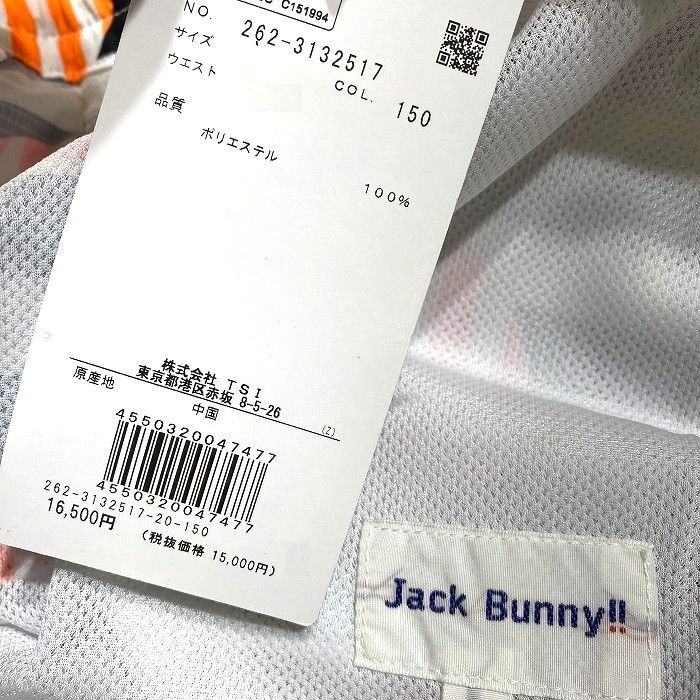 C151994
NO. 262-3132517
サイズ
ウエスト COL. 150
品質
ポリエステル
100%
株式会社 TSI
東京都港区赤坂 8-5-26
原産地 中国 (Z)
4550320047477
4550320047477
262-3132517-20-150
16,500円 (税抜価格 15,000円)
Jack Bunny!!